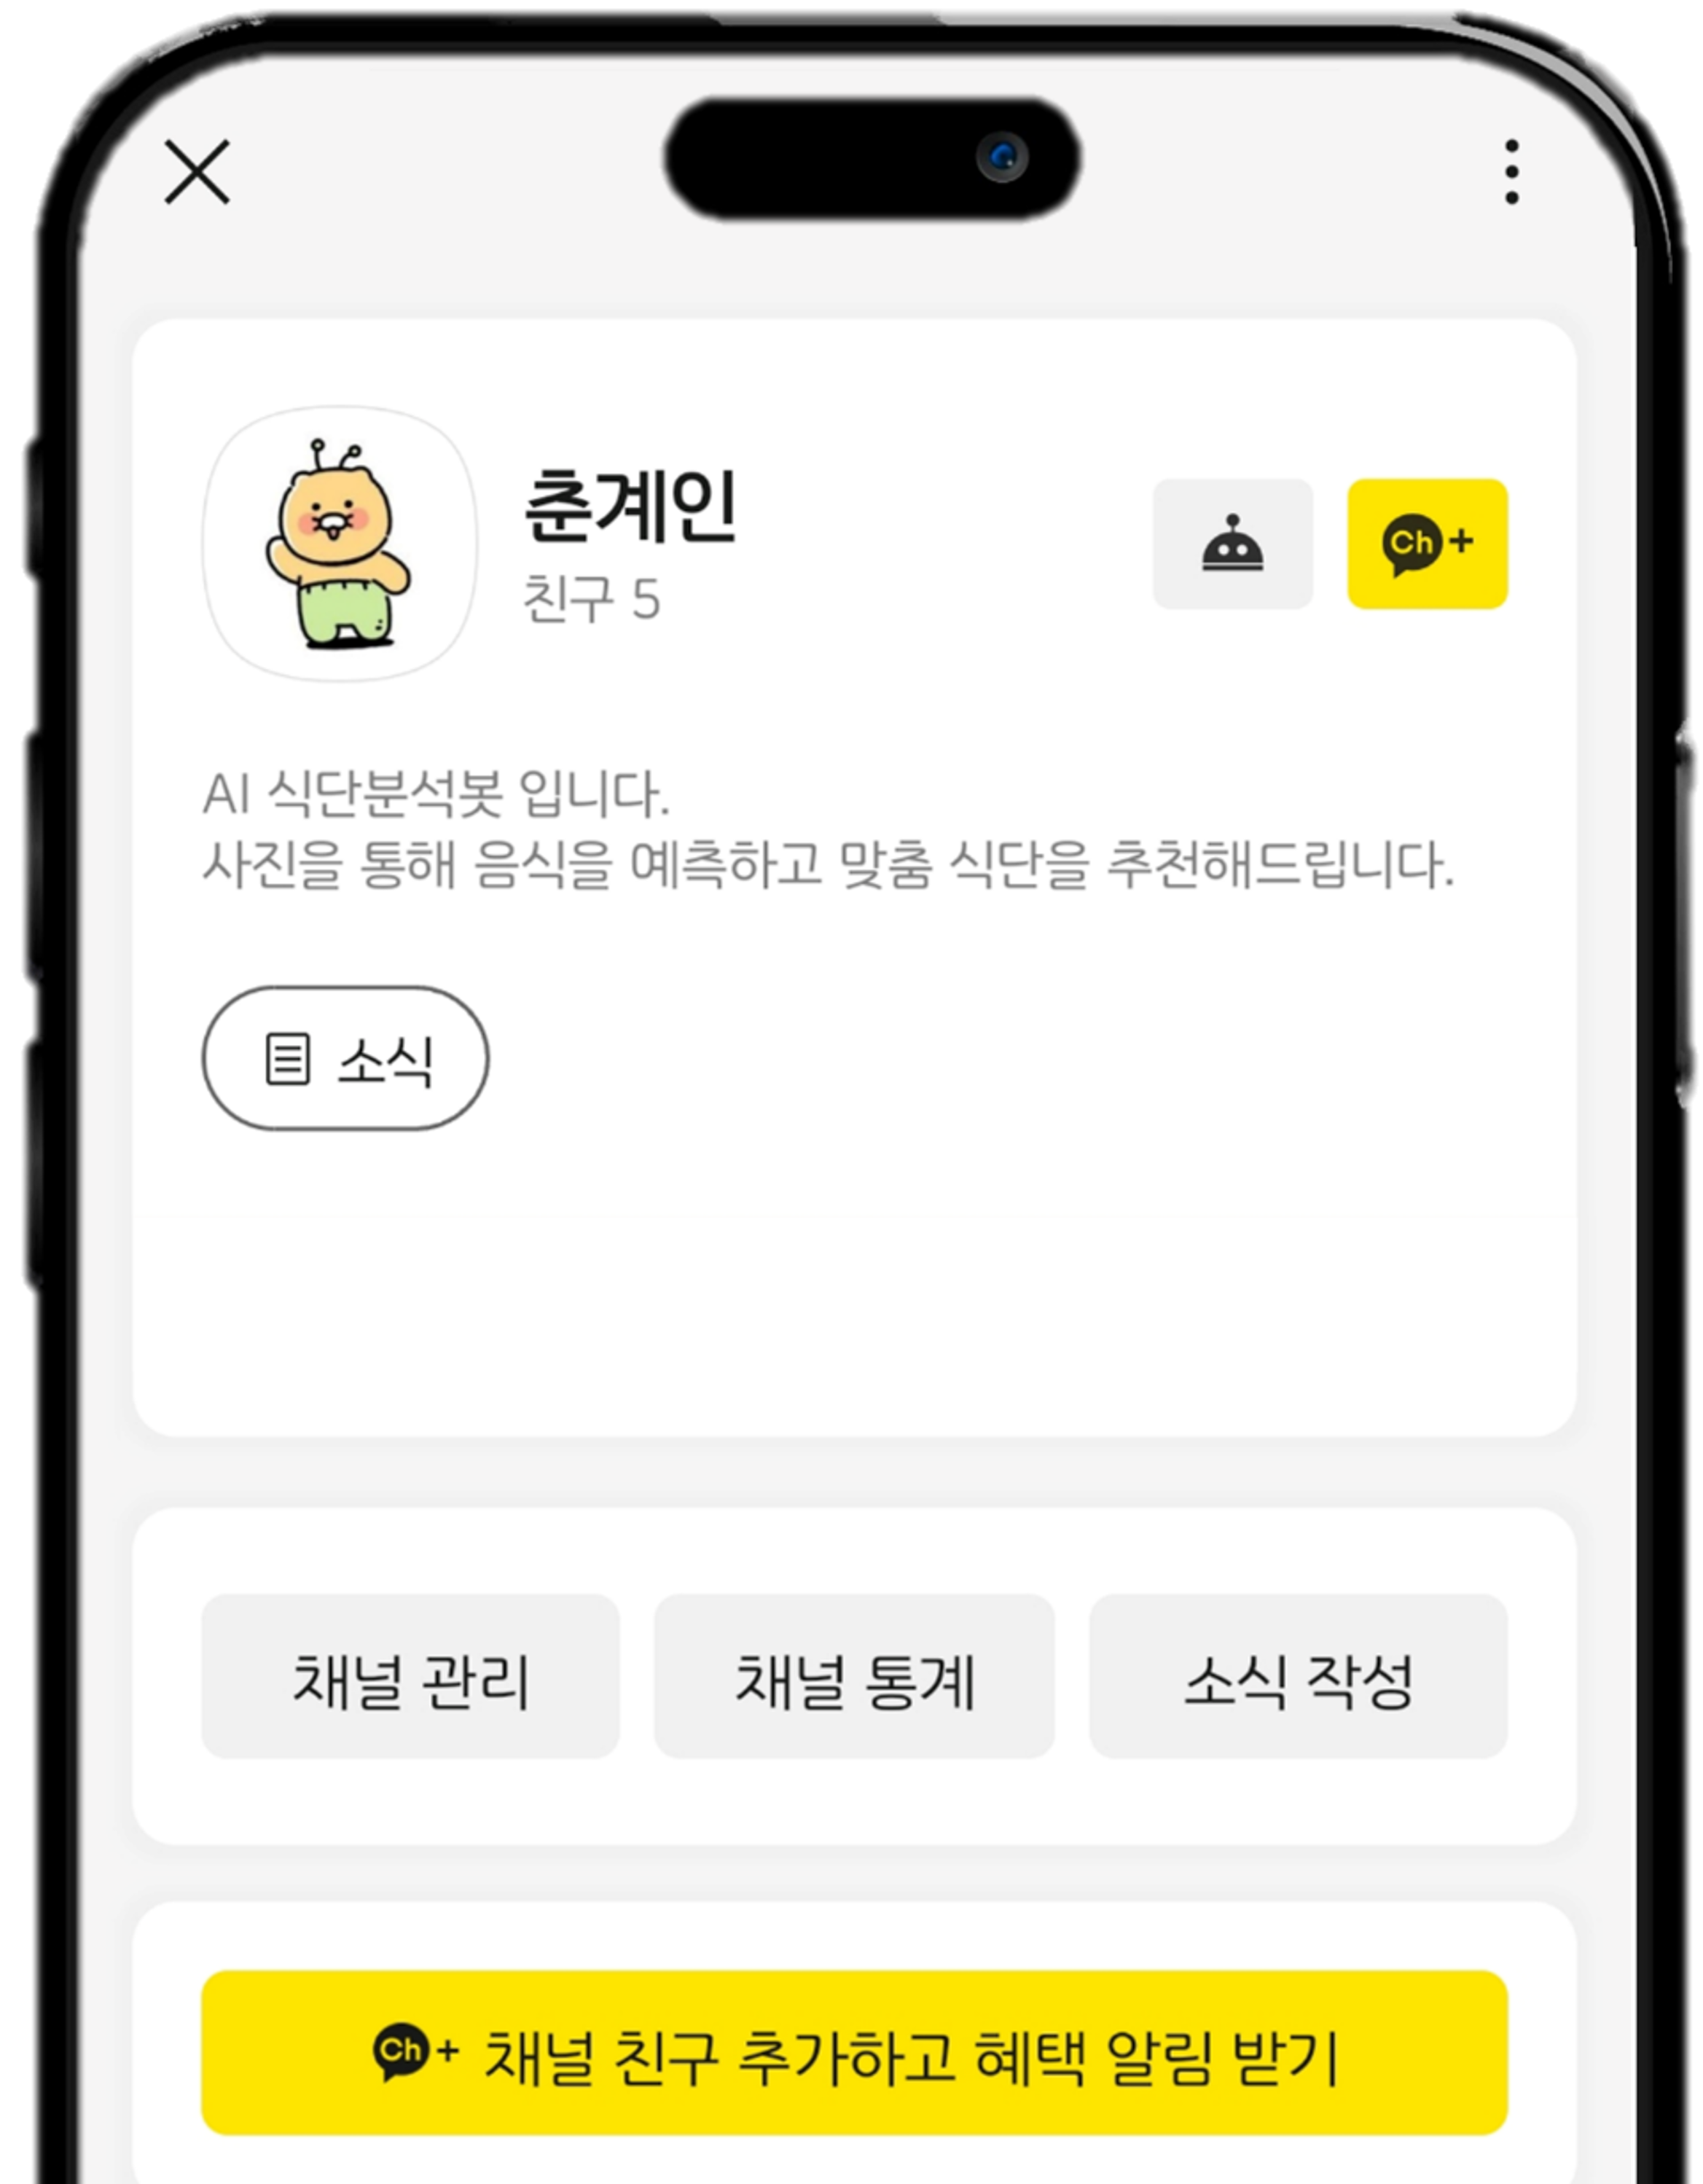 춘계인
친구 5
Ch+
AI 식단분석봇 입니다.
사진을 통해 음식을 예측하고 맞춤 식단을 추천해드립니다.
소식
채널 관리
채널 통계
소식 작성
Ch+ 채널 친구 추가하고 혜택 알림 받기